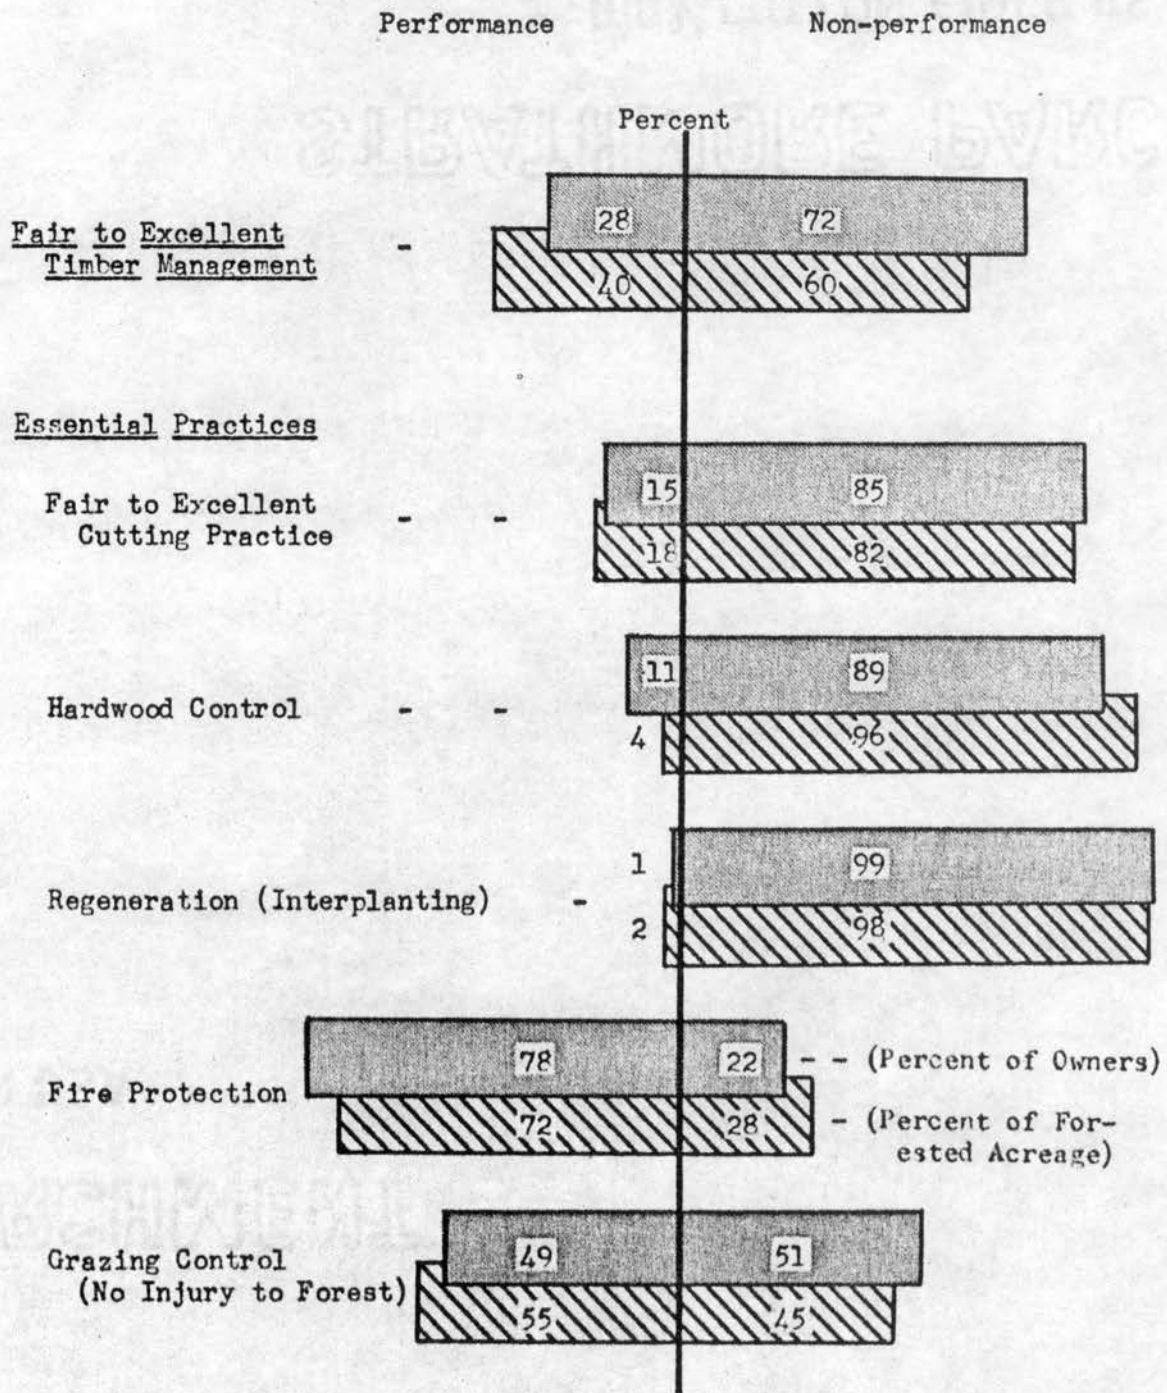 Performance Non-performance
Percent
Fair to Excellent
Timber Management -
28 72
40 60
Essential Practices
Fair to Excellent
Cutting Practice - -
15 85
18 82
Hardwood Control - -
11 89
4 96
Regeneration (Interplanting) -
1 99
2 98
Fire Protection
78 22 - - (Percent of Owners)
72 28 - (Percent of For-
ested Acreage)
Grazing Control
(No Injury to Forest)
49 51
55 45